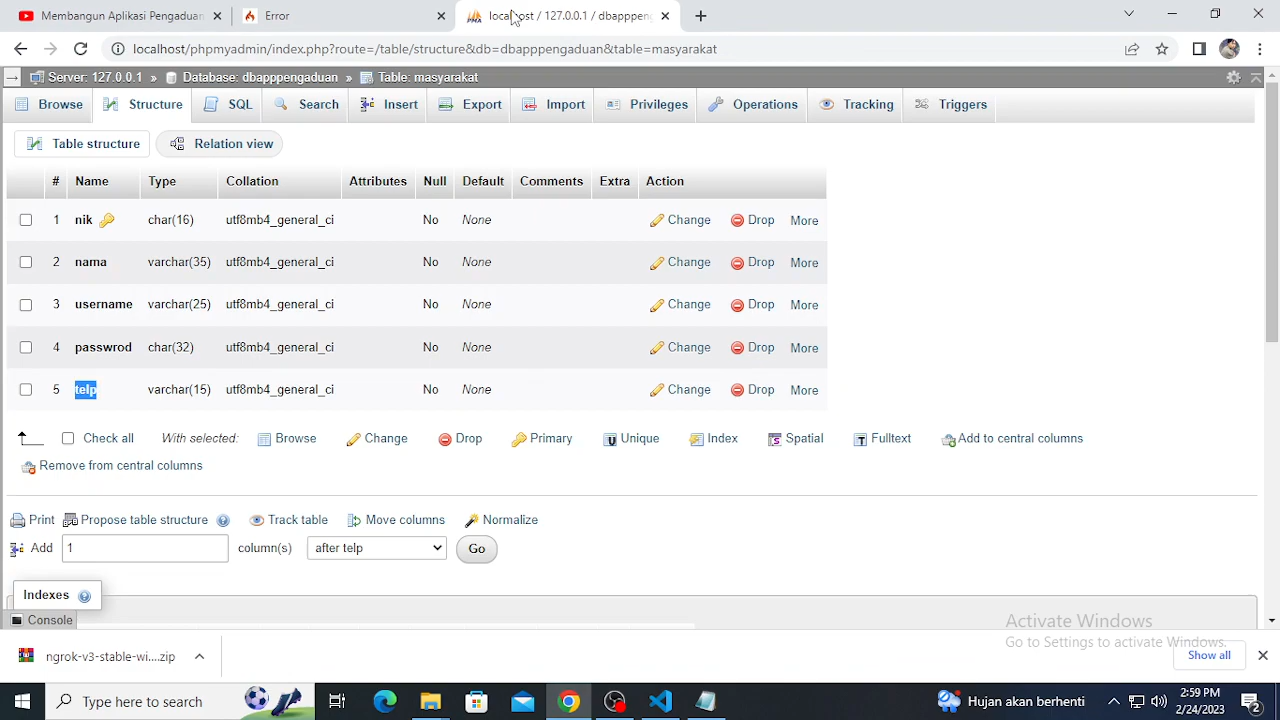 Membangun Aplikasi Pengaduan
Error
localhost / 127.0.0.1 / dbapppeng
localhost/phpmyadmin/index.php?route=/table/structure&db=dbapppengaduan&table=masyarakat
Server: 127.0.0.1 » Database: dbapppengaduan » Table: masyarakat
Browse Structure SQL Search Insert Export Import Privileges Operations Tracking Triggers
Table structure Relation view
# Name Type Collation Attributes Null Default Comments Extra Action
1 nik char(16) utf8mb4_general_ci No None Change Drop More
2 nama varchar(35) utf8mb4_general_ci No None Change Drop More
3 username varchar(25) utf8mb4_general_ci No None Change Drop More
4 passwrod char(32) utf8mb4_general_ci No None Change Drop More
5 telp varchar(15) utf8mb4_general_ci No None Change Drop More
Check all With selected: Browse Change Drop Primary Unique Index Spatial Fulltext Add to central columns
Remove from central columns
Print Propose table structure Track table Move columns Normalize
Add 1 column(s) after telp Go
Indexes
Console
Activate Windows
Go to Settings to activate Windows.
ngrok-v3-stable-wi....zip
Show all
Type here to search
Hujan akan berhenti
2:59 PM
2/24/2023
2